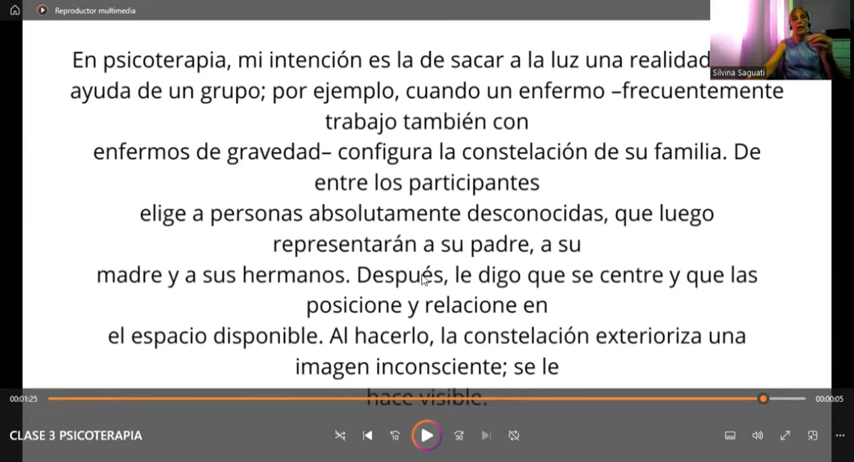 Reproductor multimedia
En psicoterapia, mi intención es la de sacar a la luz una realidad
ayuda de un grupo; por ejemplo, cuando un enfermo –frecuentemente
trabajo también con
enfermos de gravedad– configura la constelación de su familia. De
entre los participantes
elige a personas absolutamente desconocidas, que luego
representarán a su padre, a su
madre y a sus hermanos. Después, le digo que se centre y que las
posicione y relacione en
el espacio disponible. Al hacerlo, la constelación exterioriza una
imagen inconsciente; se le
hace visible.
Silvina Saguati
00:01:25
00:00:05
CLASE 3 PSICOTERAPIA
10
30